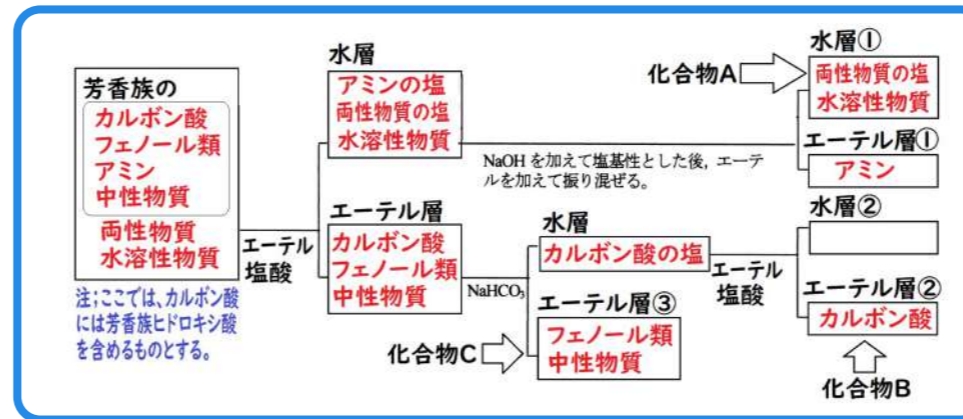 芳香族の
カルボン酸
フェノール類
アミン
中性物質
両性物質
水溶性物質
注;ここでは、カルボン酸
には芳香族ヒドロキシ酸
を含めるものとする。
エーテル
塩酸
水層
アミンの塩
両性物質の塩
水溶性物質
エーテル層
カルボン酸
フェノール類
中性物質
NaOH を加えて塩基性とした後，エーテ
ルを加えて振り混ぜる。
化合物A
水層①
両性物質の塩
水溶性物質
エーテル層①
アミン
NaHCO₃
水層
カルボン酸の塩
エーテル層③
フェノール類
中性物質
化合物C
エーテル
塩酸
水層②
エーテル層②
カルボン酸
化合物B